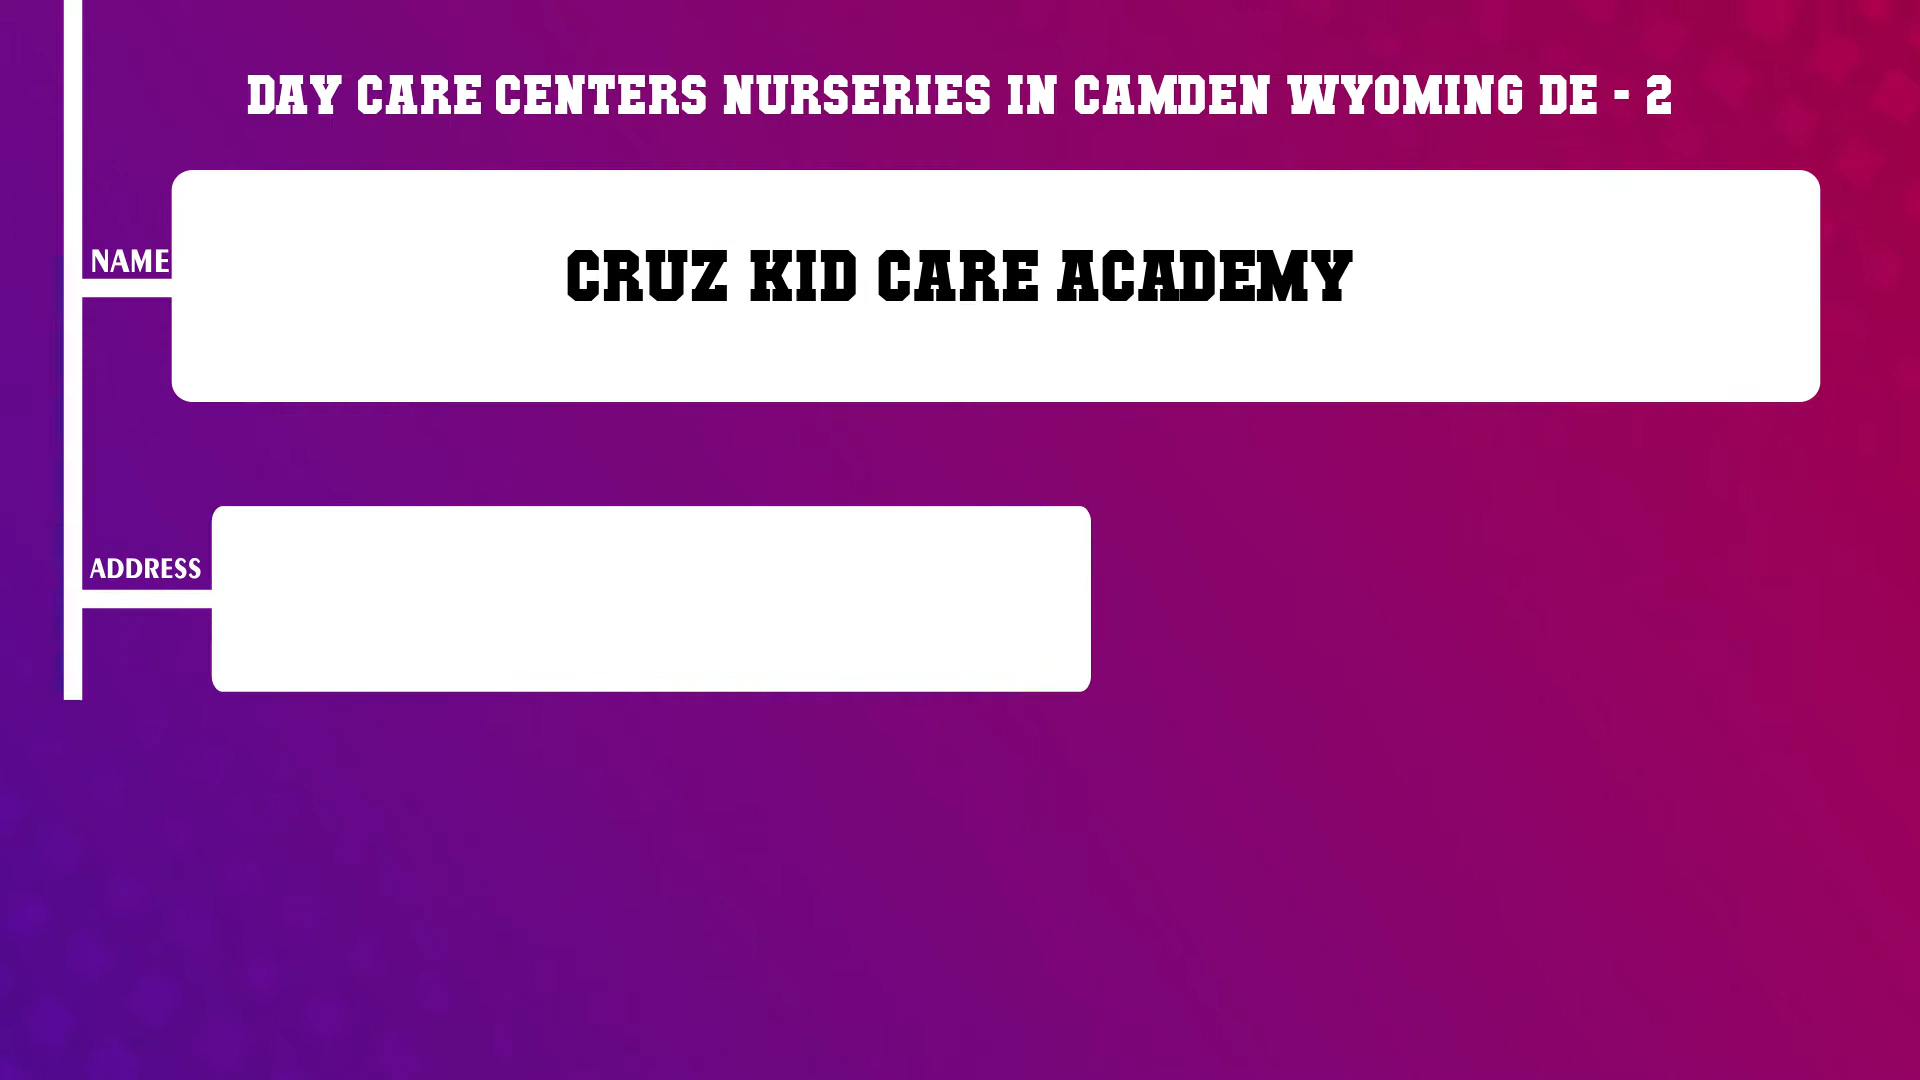 DAY CARE CENTERS NURSERIES IN CAMDEN WYOMING DE - 2
NAME
CRUZ KID CARE ACADEMY
ADDRESS